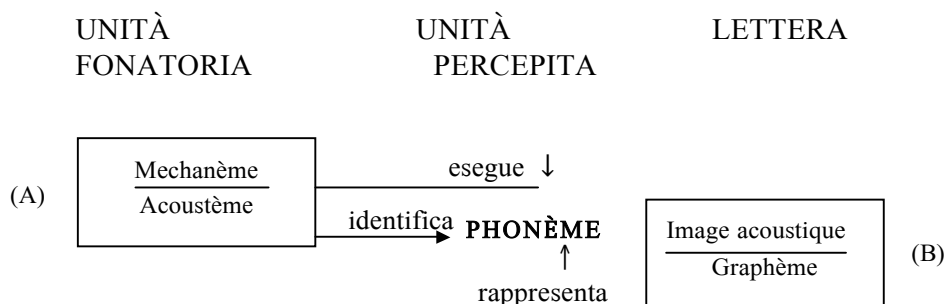 UNITÀ UNITÀ LETTERA
FONATORIA PERCEPITA
Mechanème esegue ↓
(A) Acoustème
identifica PHONÈME Image acoustique
↑ Graphème (B)
rappresenta